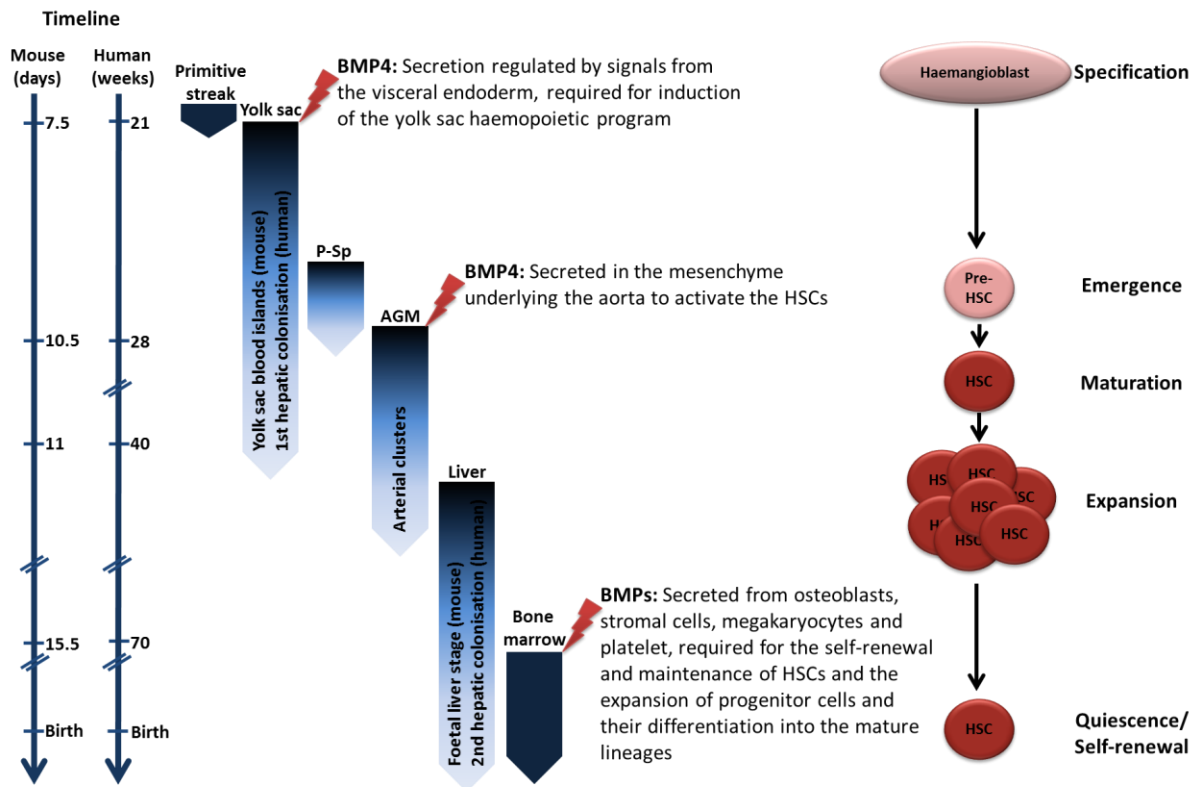 Timeline
Mouse
(days)
Human
(weeks)
7.5
10.5
11
15.5
Birth
21
28
40
70
Birth
Primitive
streak
Yolk sac
Yolk sac blood islands (mouse)
1st hepatic colonisation (human)
BMP4: Secretion regulated by signals from
the visceral endoderm, required for induction
of the yolk sac haemopoietic program
P-Sp
AGM
Arterial clusters
BMP4: Secreted in the mesenchyme
underlying the aorta to activate the HSCs
Liver
Foetal liver stage (mouse)
2nd hepatic colonisation (human)
Bone
marrow
BMPs: Secreted from osteoblasts,
stromal cells, megakaryocytes and
platelet, required for the self-renewal
and maintenance of HSCs and the
expansion of progenitor cells and
their differentiation into the mature
lineages
Haemangioblast
Specification
Pre-
HSC
Emergence
HSC
Maturation
HS
HSC
SC
HSC
H
HSC
HSC
Expansion
HSC
Quiescence/
Self-renewal